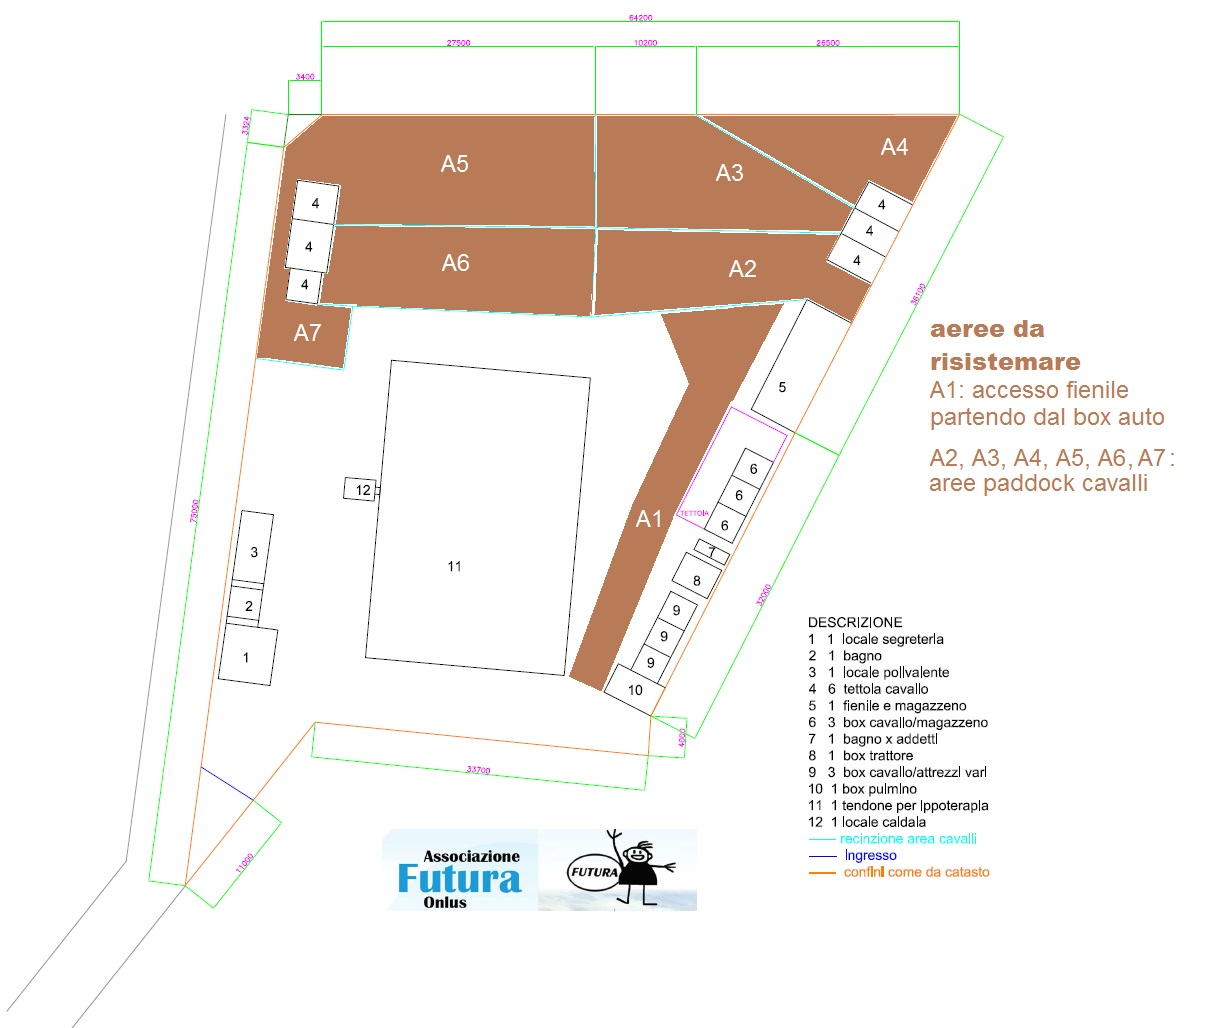 64200
27500
10200
26500
3400
3324
A5
A3
A4
4
4
4
4
4
4
A6
A2
A7
36100
aeree da
risistemare
A1: accesso fienile
partendo dal box auto
A2, A3, A4, A5, A6, A7:
aree paddock cavalli
5
6
6
6
TETTOIA
12
A1
75000
3
7
11
8
2
9
9
9
1
10
32000
4000
33700
11000
DESCRIZIONE
1 1 locale segreteria
2 1 bagno
3 1 locale polivalente
4 6 tettoia cavallo
5 1 fienile e magazzeno
6 3 box cavallo/magazzeno
7 1 bagno x addetti
8 1 box trattore
9 3 box cavallo/attrezzi vari
10 1 box pulmino
11 1 tendone per ippoterapia
12 1 locale caldaia
recinzione area cavalli
Ingresso
confini come da catasto
Associazione
Futura
Onlus
FUTURA